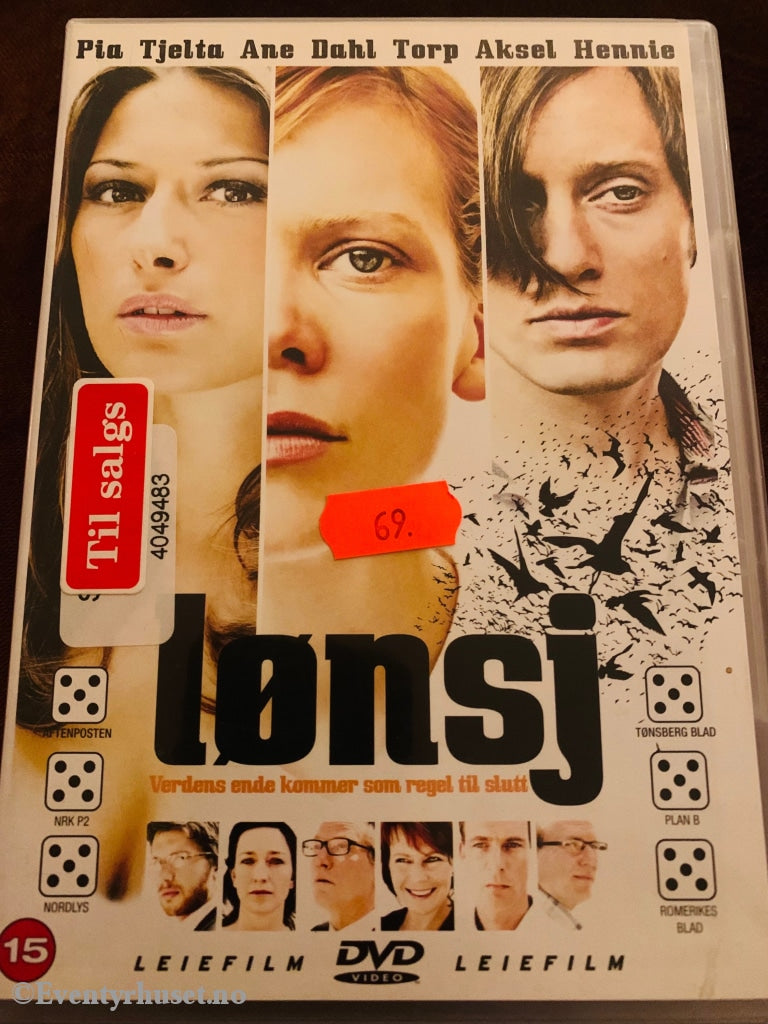 Pia Tjelta Ane Dahl Torp Aksel Hennie
Til salgs
4049483
69.
lønsj
Verdens ende kommer som regel til slutt
AFTENPOSTEN
TØNSBERG BLAD
NRK P2
PLAN B
NORDLYS
ROMERIKES
BLAD
15
LEIEFILM DVD LEIEFILM
VIDEO
©Eventyrhuset.no